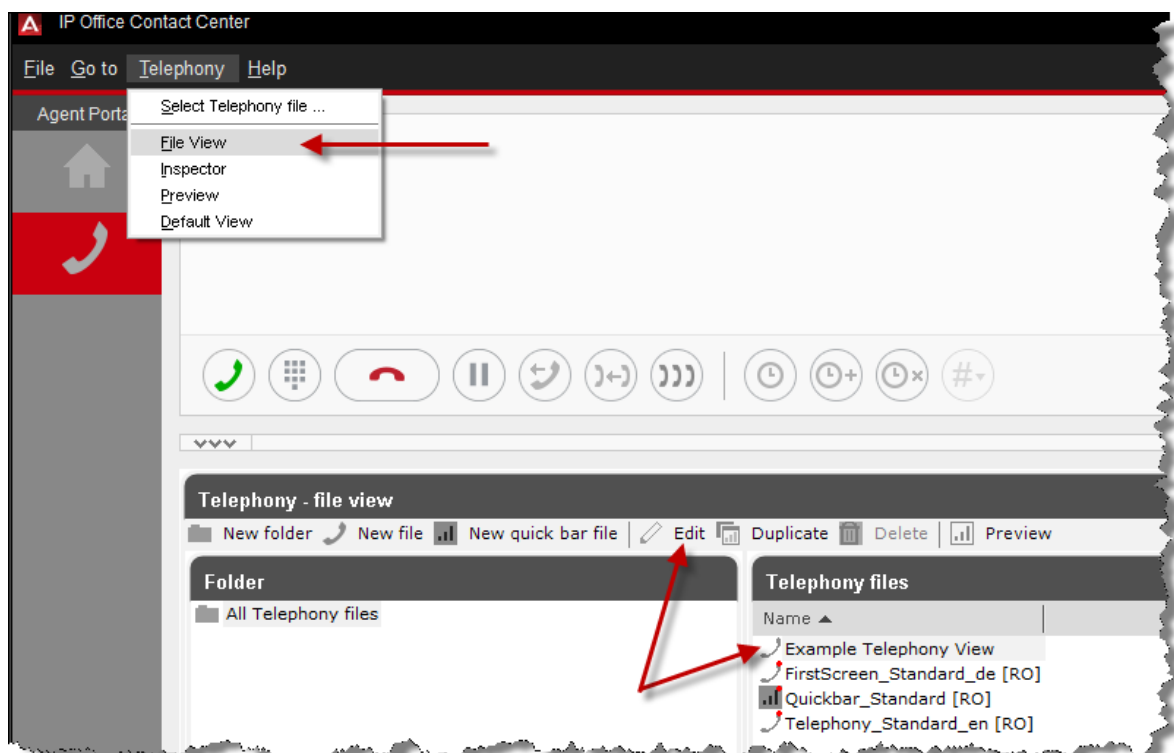 IP Office Contact Center
File Go to Telephony Help
Agent Porta
Select Telephony file ...
File View
Inspector
Preview
Default View
Telephony - file view
New folder New file New quick bar file Edit Duplicate Delete Preview
Folder
All Telephony files
Telephony files
Name
Example Telephony View
FirstScreen_Standard_de [RO]
Quickbar_Standard [RO]
Telephony_Standard_en [RO]